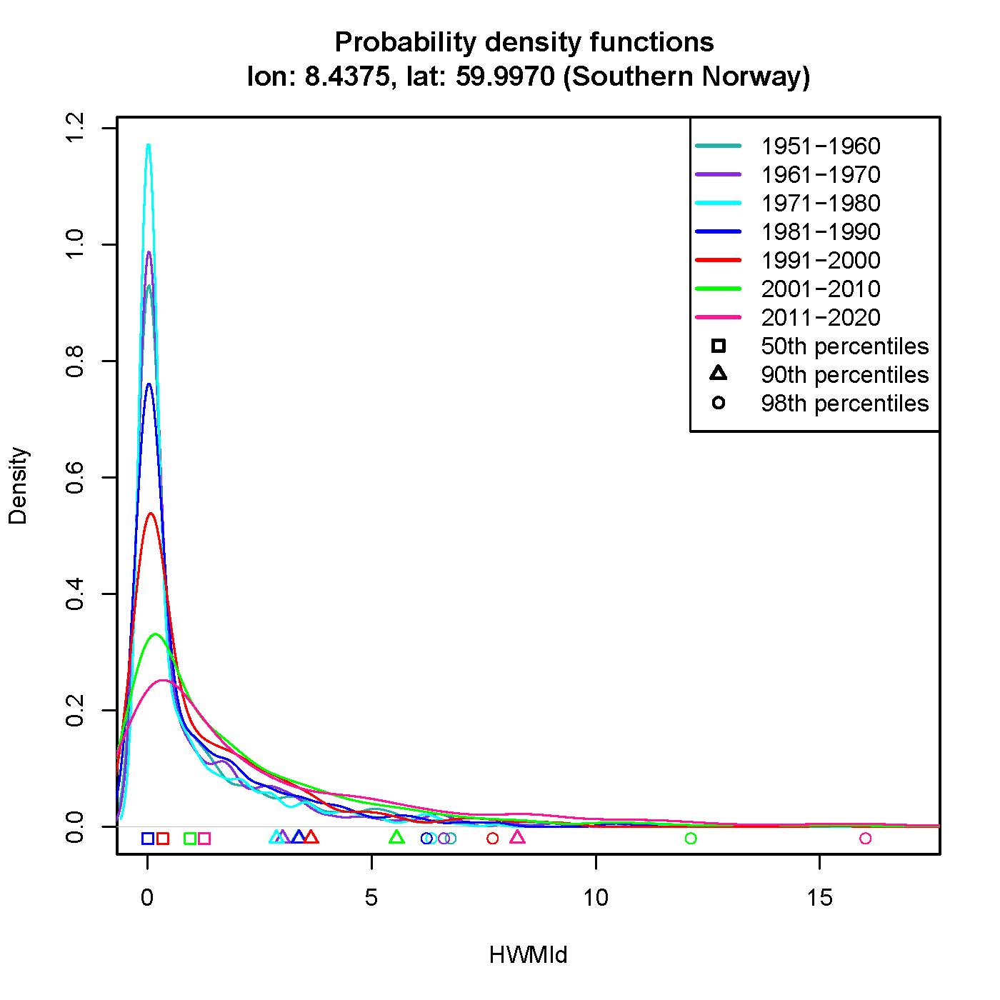 Probability density functions
lon: 8.4375, lat: 59.9970 (Southern Norway)
1951−1960
1961−1970
1971−1980
1981−1990
1991−2000
2001−2010
2011−2020
50th percentiles
90th percentiles
98th percentiles
Density
1.2
1.0
0.8
0.6
0.4
0.2
0.0
0 5 10 15
HWMId